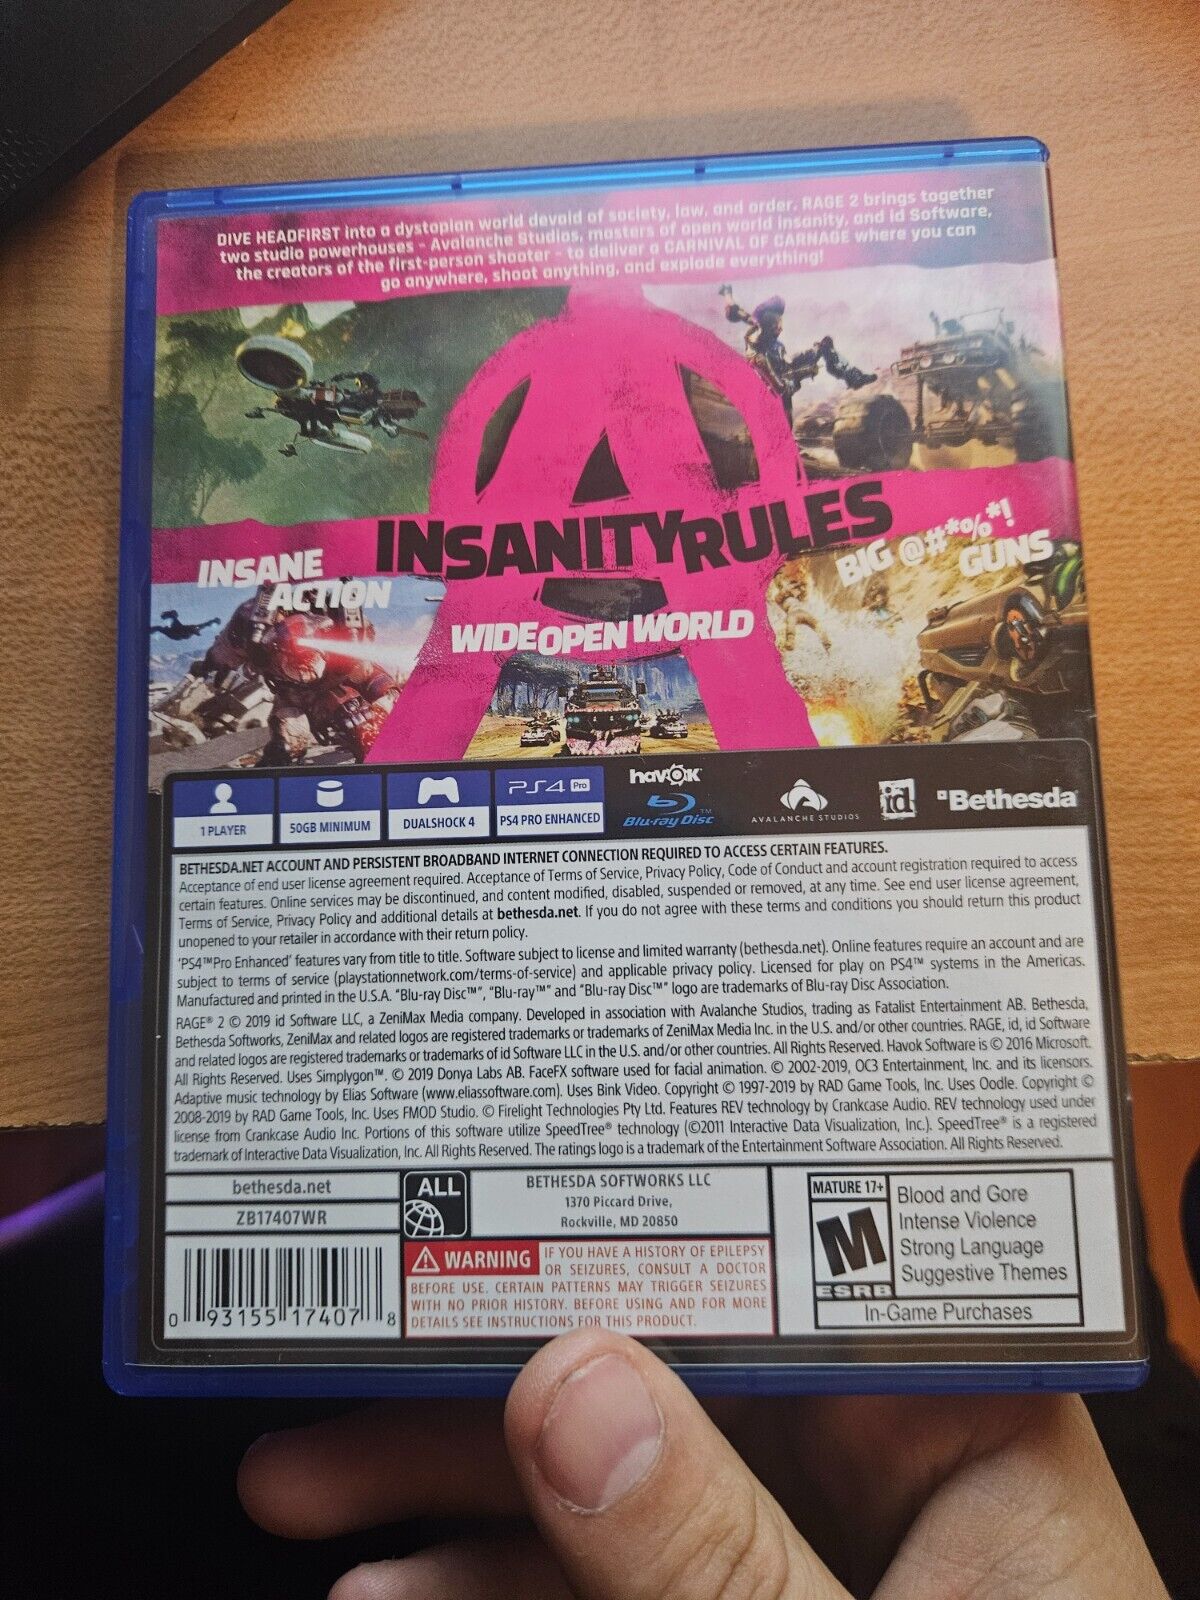 DIVE HEADFIRST into a dystopian world devoid of society, law, and order. RAGE 2 brings together
two studio powerhouses - Avalanche Studios, masters of open world insanity, and id Software,
the creators of the first-person shooter - to deliver a CARNIVAL OF CARNAGE where you can
go anywhere, shoot anything, and explode everything!
INSANITY RULES
INSANE
ACTION
WIDE OPEN WORLD
BIG @#*%*!
GUNS
1 PLAYER
50GB MINIMUM
DUALSHOCK 4
PS4 Pro
PS4 PRO ENHANCED
havok
Blu-ray Disc™
AVALANCHE STUDIOS
id
Bethesda
BETHESDA.NET ACCOUNT AND PERSISTENT BROADBAND INTERNET CONNECTION REQUIRED TO ACCESS CERTAIN FEATURES.
Acceptance of end user license agreement required. Acceptance of Terms of Service, Privacy Policy, Code of Conduct and account registration required to access
certain features. Online services may be discontinued, and content modified, disabled, suspended or removed, at any time. See end user license agreement,
Terms of Service, Privacy Policy and additional details at bethesda.net. If you do not agree with these terms and conditions you should return this product
unopened to your retailer in accordance with their return policy.
'PS4™Pro Enhanced' features vary from title to title. Software subject to license and limited warranty (bethesda.net). Online features require an account and are
subject to terms of service (playstationnetwork.com/terms-of-service) and applicable privacy policy. Licensed for play on PS4™ systems in the Americas.
Manufactured and printed in the U.S.A. "Blu-ray Disc™", "Blu-ray™" and "Blu-ray Disc™" logo are trademarks of Blu-ray Disc Association.
RAGE® 2 © 2019 id Software LLC, a ZeniMax Media company. Developed in association with Avalanche Studios, trading as Fatalist Entertainment AB. Bethesda,
Bethesda Softworks, ZeniMax and related logos are registered trademarks or trademarks of ZeniMax Media Inc. in the U.S. and/or other countries. RAGE, id, id Software
and related logos are registered trademarks or trademarks of id Software LLC in the U.S. and/or other countries. All Rights Reserved. Havok Software is © 2016 Microsoft.
All Rights Reserved. Uses Simplygon™. © 2019 Donya Labs AB. FaceFX software used for facial animation. © 2002-2019, OC3 Entertainment, Inc. and its licensors.
Adaptive music technology by Elias Software (www.eliassoftware.com). Uses Bink Video. Copyright © 1997-2019 by RAD Game Tools, Inc. Uses Oodle. Copyright ©
2008-2019 by RAD Game Tools, Inc. Uses FMOD Studio. © Firelight Technologies Pty Ltd. Features REV technology by Crankcase Audio. REV technology used under
license from Crankcase Audio Inc. Portions of this software utilize SpeedTree® technology (©2011 Interactive Data Visualization, Inc.). SpeedTree® is a registered
trademark of Interactive Data Visualization, Inc. All Rights Reserved. The ratings logo is a trademark of the Entertainment Software Association. All Rights Reserved.
bethesda.net
ZB17407WR
0 93155 17407 8
ALL
BETHESDA SOFTWORKS LLC
1370 Piccard Drive,
Rockville, MD 20850
WARNING IF YOU HAVE A HISTORY OF EPILEPSY
OR SEIZURES, CONSULT A DOCTOR
BEFORE USE. CERTAIN PATTERNS MAY TRIGGER SEIZURES
WITH NO PRIOR HISTORY. BEFORE USING AND FOR MORE
DETAILS SEE INSTRUCTIONS FOR THIS PRODUCT.
MATURE 17+
M
ESRB
Blood and Gore
Intense Violence
Strong Language
Suggestive Themes
In-Game Purchases